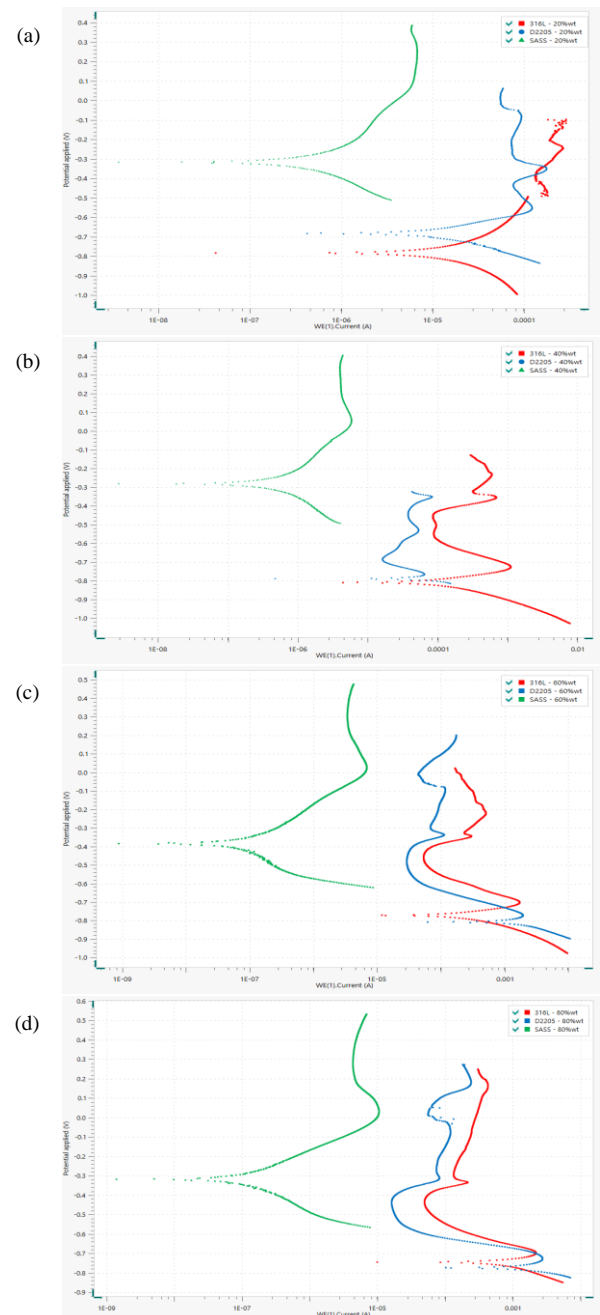 (a)
316L - 20%wt
D2205 - 20%wt
SASS - 20%wt
Potential applied (V)
0.4
0.3
0.2
0.1
0.0
-0.1
-0.2
-0.3
-0.4
-0.5
-0.6
-0.7
-0.8
-0.9
-1.0
1E-08
1E-07
1E-06
1E-05
0.0001
WE(1).Current (A)
(b)
316L - 40%wt
D2205 - 40%wt
SASS - 40%wt
Potential applied (V)
0.4
0.3
0.2
0.1
0.0
-0.1
-0.2
-0.3
-0.4
-0.5
-0.6
-0.7
-0.8
-0.9
-1.0
1E-08
1E-06
0.0001
0.01
WE(1).Current (A)
(c)
316L - 60%wt
D2205 - 60%wt
SASS - 60%wt
Potential applied (V)
0.5
0.4
0.3
0.2
0.1
0.0
-0.1
-0.2
-0.3
-0.4
-0.5
-0.6
-0.7
-0.8
-0.9
-1.0
1E-09
1E-07
1E-05
0.001
WE(1).Current (A)
(d)
316L - 80%wt
D2205 - 80%wt
SASS - 80%wt
Potential applied (V)
0.6
0.5
0.4
0.3
0.2
0.1
0.0
-0.1
-0.2
-0.3
-0.4
-0.5
-0.6
-0.7
-0.8
-0.9
1E-09
1E-07
1E-05
0.001
WE(1).Current (A)